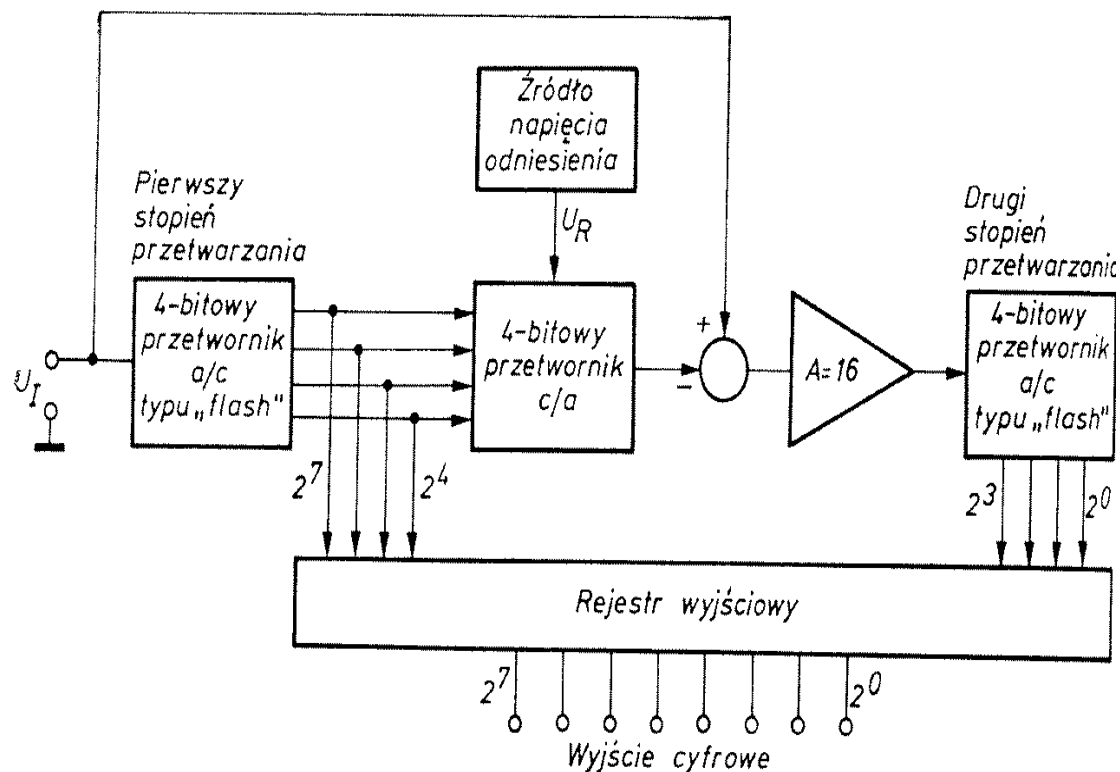 Źródło
napięcia
odniesienia
Pierwszy
stopień
przetwarzania
U_R
Drugi
stopień
przetwarzania
4-bitowy
przetwornik
a/c
typu „flash"
4-bitowy
przetwornik
c/a
+
−
A=16
4-bitowy
przetwornik
a/c
typu „flash"
U_I
2^7
2^4
2^3
2^0
Rejestr wyjściowy
2^7
2^0
Wyjście cyfrowe